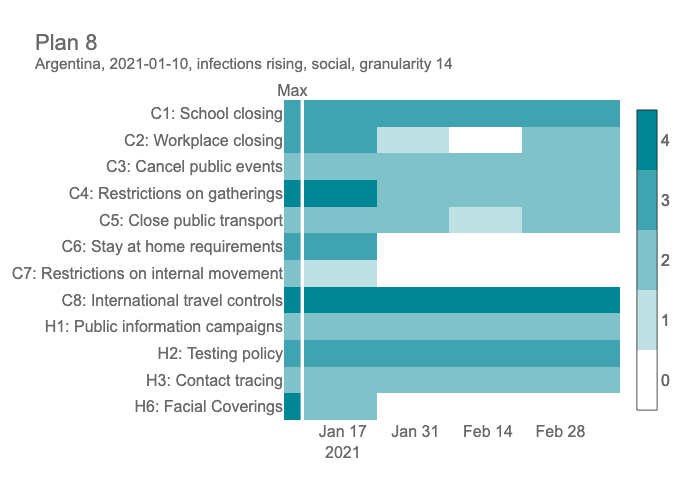 Plan 8
Argentina, 2021-01-10, infections rising, social, granularity 14
Max
C1: School closing
C2: Workplace closing
C3: Cancel public events
C4: Restrictions on gatherings
C5: Close public transport
C6: Stay at home requirements
C7: Restrictions on internal movement
C8: International travel controls
H1: Public information campaigns
H2: Testing policy
H3: Contact tracing
H6: Facial Coverings
Jan 17 Jan 31 Feb 14 Feb 28
2021
4
3
2
1
0